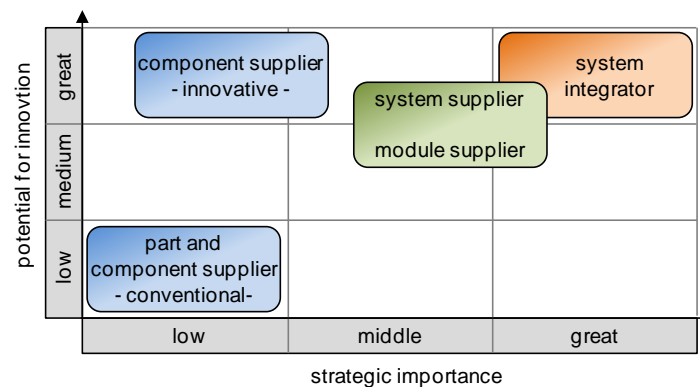 potential for innovtion
great
medium
low
component supplier
- innovative -
system supplier
module supplier
system
integrator
part and
component supplier
- conventional-
low
middle
great
strategic importance